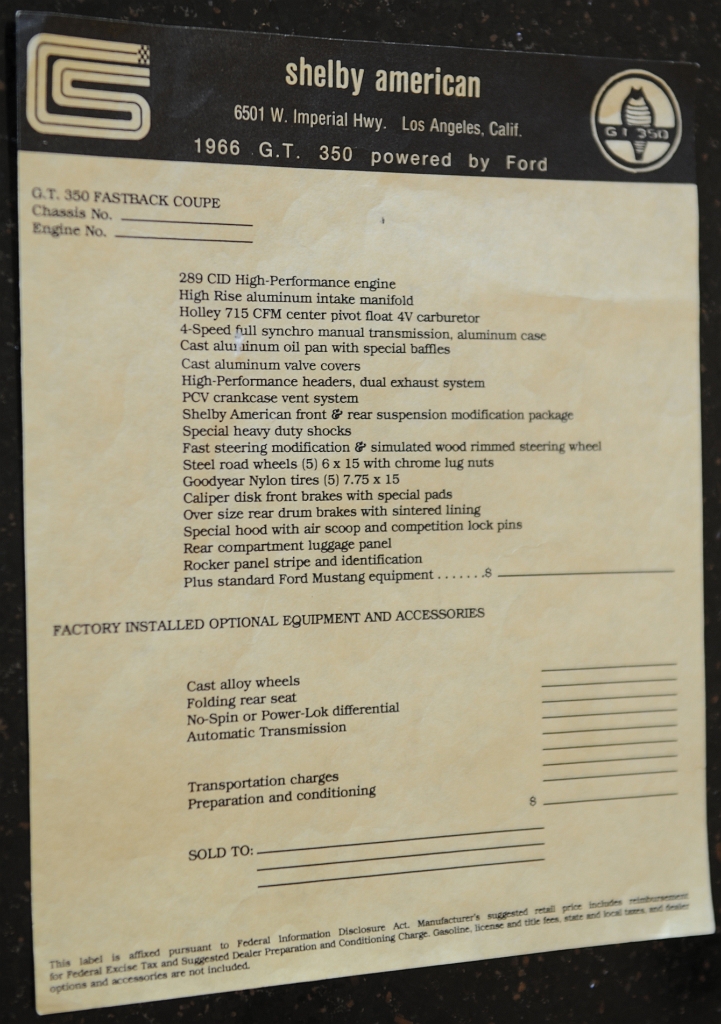 shelby american
6501 W. Imperial Hwy. Los Angeles, Calif.
1966 G.T. 350 powered by Ford
GT 350
G.T. 350 FASTBACK COUPE
Chassis No.
Engine No.
289 CID High-Performance engine
High Rise aluminum intake manifold
Holley 715 CFM center pivot float 4V carburetor
4-Speed full synchro manual transmission, aluminum case
Cast aluminum oil pan with special baffles
Cast aluminum valve covers
High-Performance headers, dual exhaust system
PCV crankcase vent system
Shelby American front & rear suspension modification package
Special heavy duty shocks
Fast steering modification & simulated wood rimmed steering wheel
Steel road wheels (5) 6 x 15 with chrome lug nuts
Goodyear Nylon tires (5) 7.75 x 15
Caliper disk front brakes with special pads
Over size rear drum brakes with sintered lining
Special hood with air scoop and competition lock pins
Rear compartment luggage panel
Rocker panel stripe and identification
Plus standard Ford Mustang equipment .......$
FACTORY INSTALLED OPTIONAL EQUIPMENT AND ACCESSORIES
Cast alloy wheels
Folding rear seat
No-Spin or Power-Lok differential
Automatic Transmission
Transportation charges
Preparation and conditioning
$
SOLD TO:
This label is affixed pursuant to Federal Information Disclosure Act. Manufacturer's suggested retail price includes reimbursement
for Federal Excise Tax and Suggested Dealer Preparation and Conditioning Charge. Gasoline, license and title fees, state and local taxes, and dealer
options and accessories are not included.